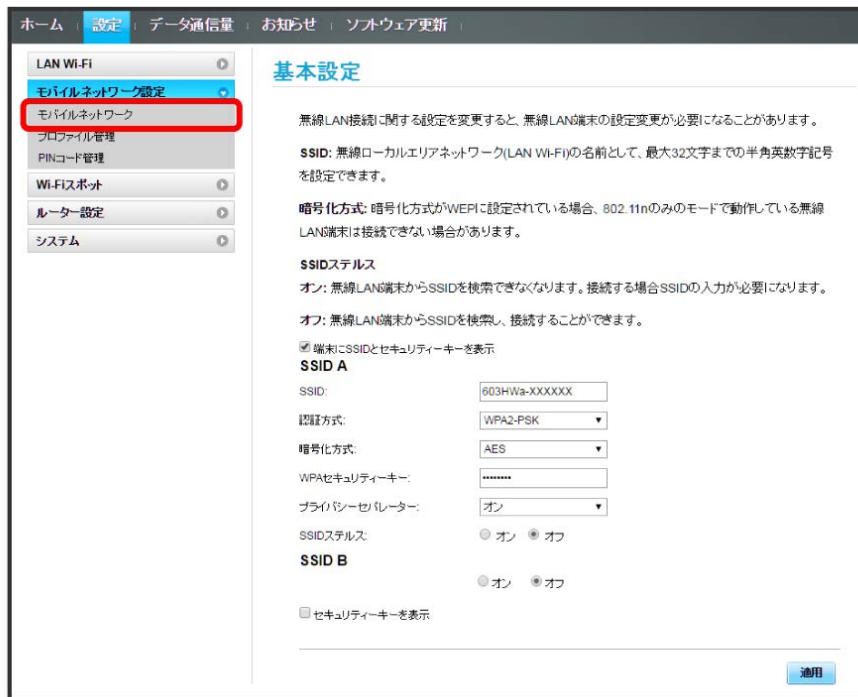 ホーム 設定 データ通信量 お知らせ ソフトウェア更新
LAN Wi-Fi
モバイルネットワーク設定
モバイルネットワーク
プロファイル管理
PINコード管理
Wi-Fiスポット
ルーター設定
システム
基本設定
無線LAN接続に関する設定を変更すると、無線LAN端末の設定変更が必要になることがあります。
SSID: 無線ローカルエリアネットワーク(LAN Wi-Fi)の名前として、最大32文字までの半角英数字記号
を設定できます。
暗号化方式: 暗号化方式がWEPIに設定されている場合、802.11nのみのモードで動作している無線
LAN端末は接続できない場合があります。
SSIDステルス
オン: 無線LAN端末からSSIDを検索できなくなります。接続する場合SSIDの入力が必要になります。
オフ: 無線LAN端末からSSIDを検索し、接続することができます。
端末にSSIDとセキュリティーキーを表示
SSID A
SSID: 603HWa-XXXXXX
認証方式: WPA2-PSK
暗号化方式: AES
WPAセキュリティーキー: ••••••••
プライバシーセパレーター: オン
SSIDステルス: オン オフ
SSID B
オン オフ
セキュリティーキーを表示
適用